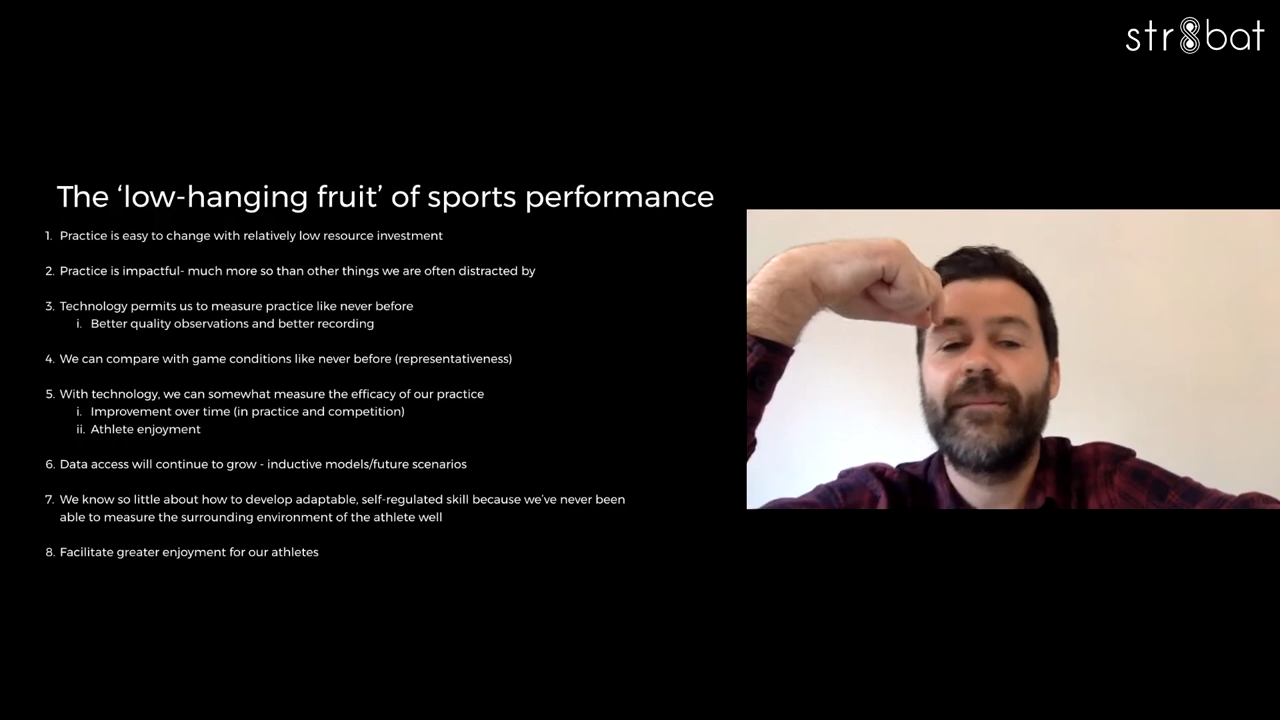 str8bat
The ‘low-hanging fruit’ of sports performance
1. Practice is easy to change with relatively low resource investment
2. Practice is impactful- much more so than other things we are often distracted by
3. Technology permits us to measure practice like never before
i. Better quality observations and better recording
4. We can compare with game conditions like never before (representativeness)
5. With technology, we can somewhat measure the efficacy of our practice
i. Improvement over time (in practice and competition)
ii. Athlete enjoyment
6. Data access will continue to grow - inductive models/future scenarios
7. We know so little about how to develop adaptable, self-regulated skill because we’ve never been
able to measure the surrounding environment of the athlete well
8. Facilitate greater enjoyment for our athletes